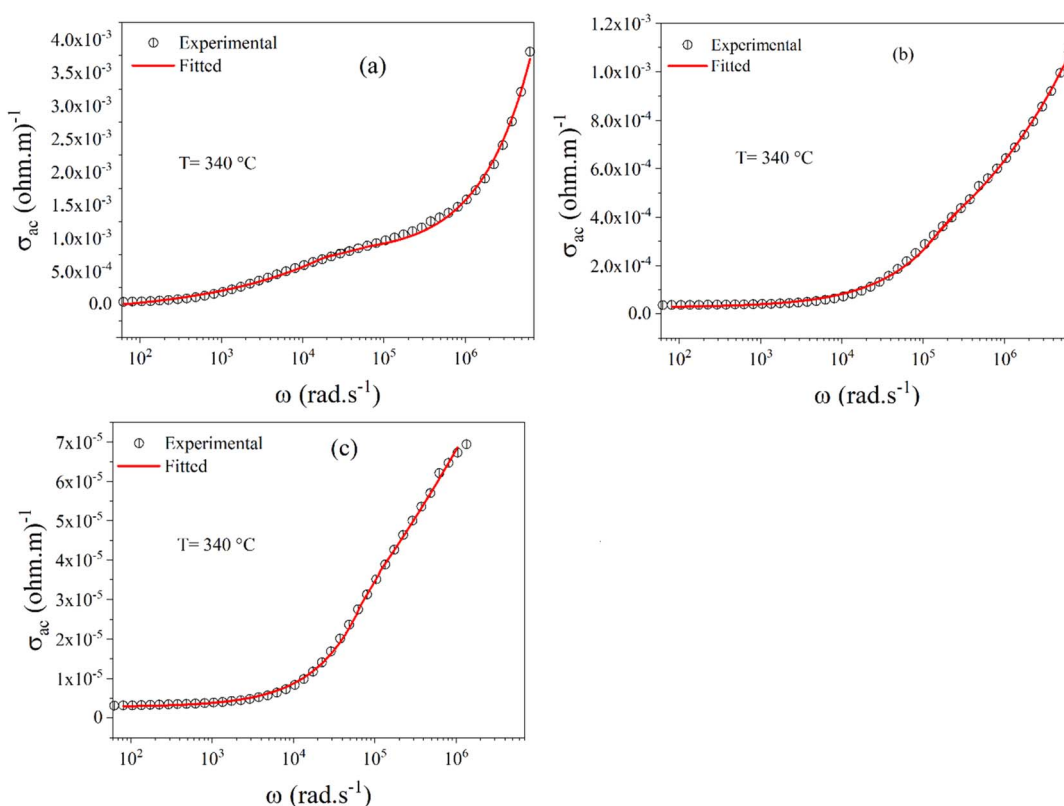 4.0x10⁻³
3.5x10⁻³
3.0x10⁻³
2.5x10⁻³
2.0x10⁻³
1.5x10⁻³
1.0x10⁻³
5.0x10⁻⁴
0.0
σac (ohm.m)⁻¹
Experimental
Fitted
(a)
T= 340 °C
10² 10³ 10⁴ 10⁵ 10⁶
ω (rad.s⁻¹)
1.2x10⁻³
1.0x10⁻³
8.0x10⁻⁴
6.0x10⁻⁴
4.0x10⁻⁴
2.0x10⁻⁴
0.0
σac (ohm.m)⁻¹
Experimental
Fitted
(b)
T= 340 °C
10² 10³ 10⁴ 10⁵ 10⁶
ω (rad.s⁻¹)
7x10⁻⁵
6x10⁻⁵
5x10⁻⁵
4x10⁻⁵
3x10⁻⁵
2x10⁻⁵
1x10⁻⁵
0
σac (ohm.m)⁻¹
Experimental
Fitted
(c)
T= 340 °C
10² 10³ 10⁴ 10⁵ 10⁶
ω (rad.s⁻¹)